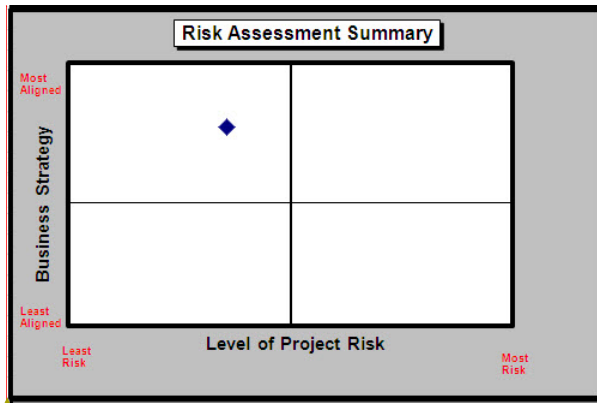 Risk Assessment Summary
Most
Aligned
Business Strategy
Least
Aligned
Least
Risk
Level of Project Risk
Most
Risk